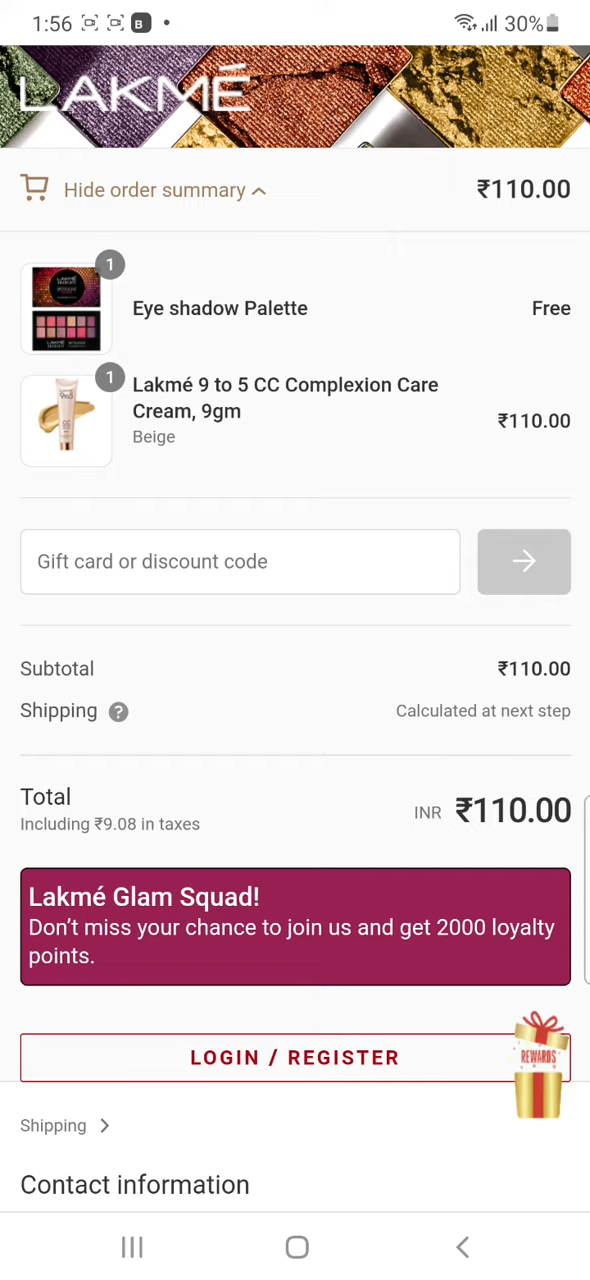 1:56
B
30%
LAKMÉ
Hide order summary
₹110.00
1
Eye shadow Palette
Free
1
Lakmé 9 to 5 CC Complexion Care
Cream, 9gm
₹110.00
Beige
Gift card or discount code
Subtotal
₹110.00
Shipping ?
Calculated at next step
Total
INR ₹110.00
Including ₹9.08 in taxes
Lakmé Glam Squad!
Don’t miss your chance to join us and get 2000 loyalty
points.
LOGIN / REGISTER
REWARDS
Shipping
Contact information